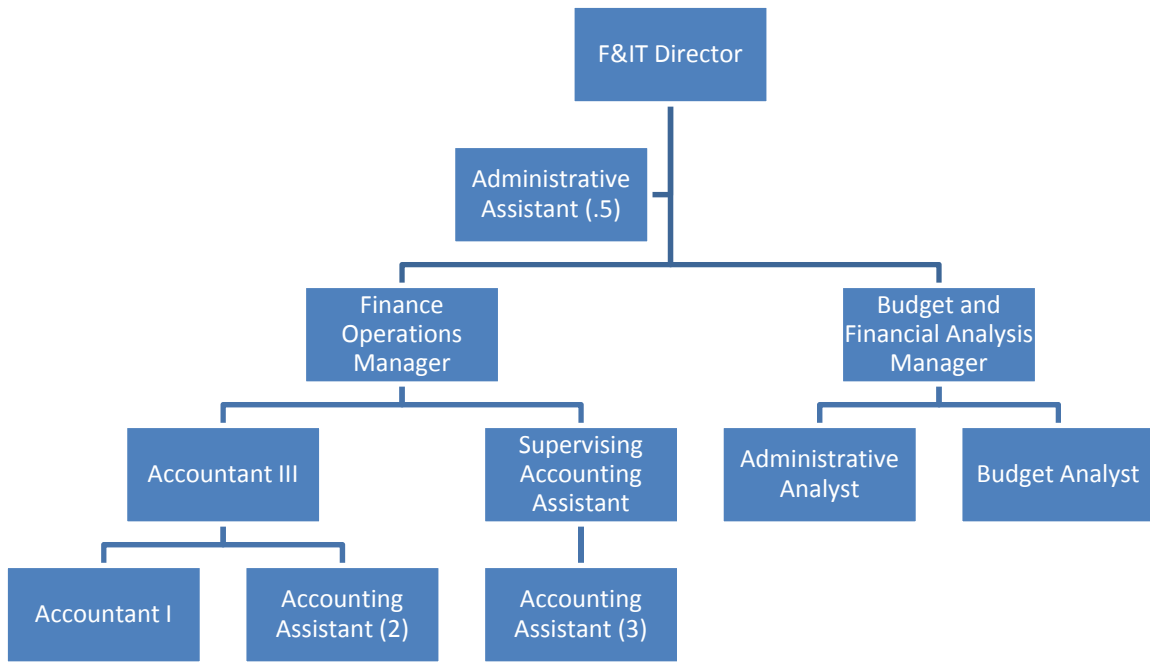 F&IT Director
Administrative
Assistant (.5)
Finance
Operations
Manager
Budget and
Financial Analysis
Manager
Accountant III
Supervising
Accounting
Assistant
Administrative
Analyst
Budget Analyst
Accountant I
Accounting
Assistant (2)
Accounting
Assistant (3)